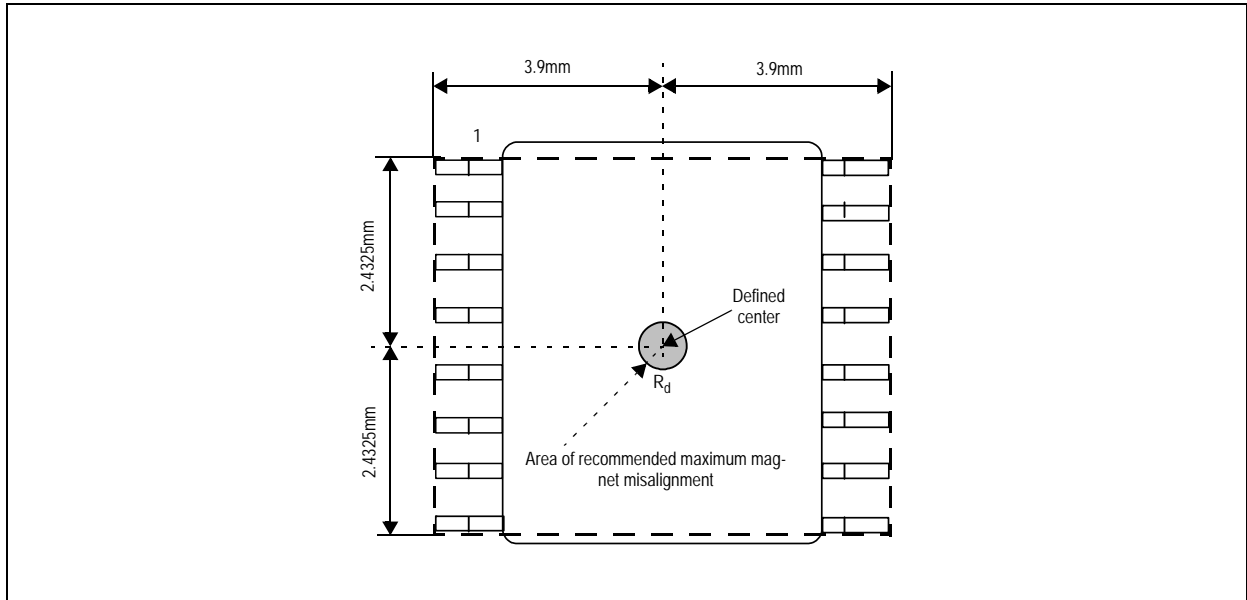 3.9mm
3.9mm
1
2.4325mm
Defined
center
R_d
2.4325mm
Area of recommended maximum mag-
net misalignment